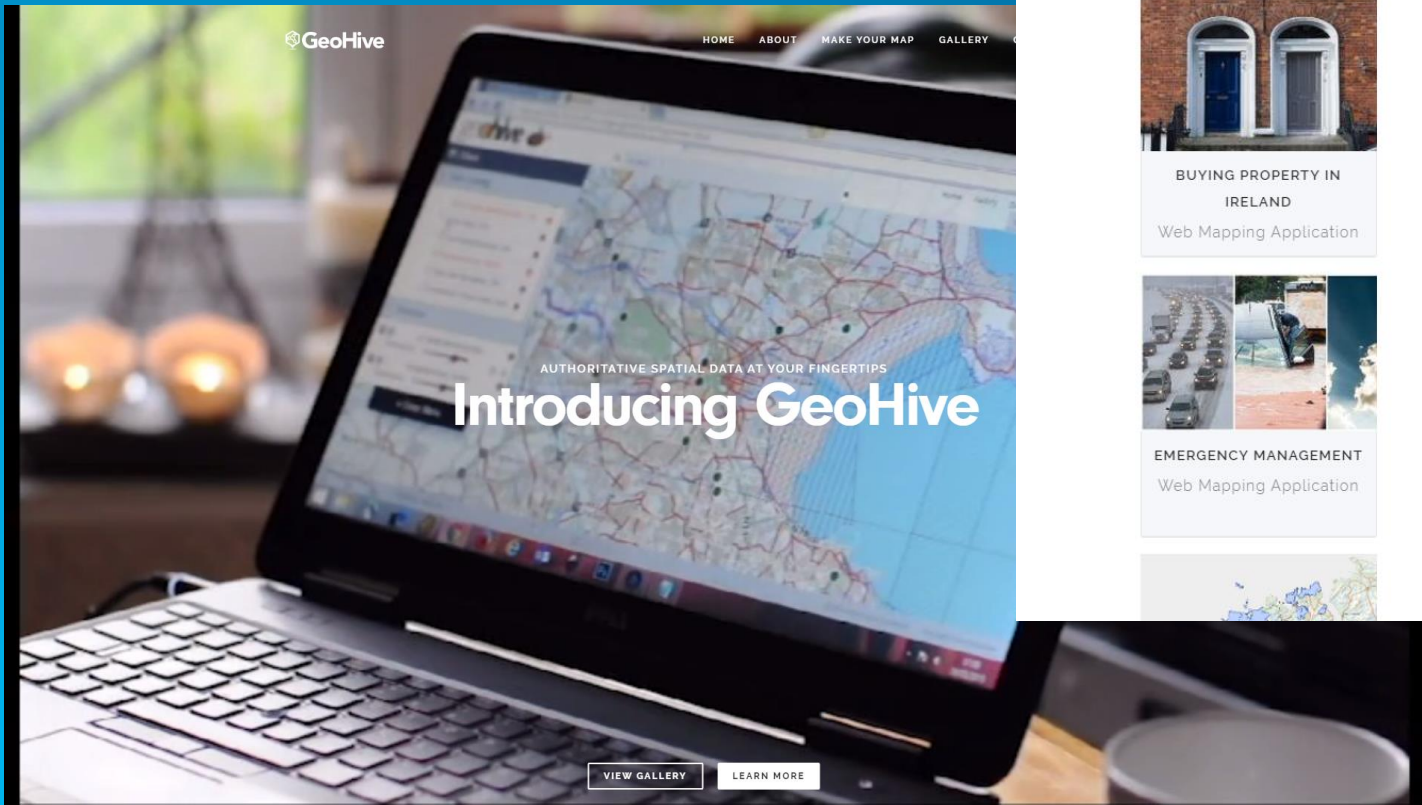 GeoHive
HOME ABOUT MAKE YOUR MAP GALLERY
AUTHORITATIVE SPATIAL DATA AT YOUR FINGERTIPS
Introducing GeoHive
VIEW GALLERY LEARN MORE
BUYING PROPERTY IN
IRELAND
Web Mapping Application
EMERGENCY MANAGEMENT
Web Mapping Application